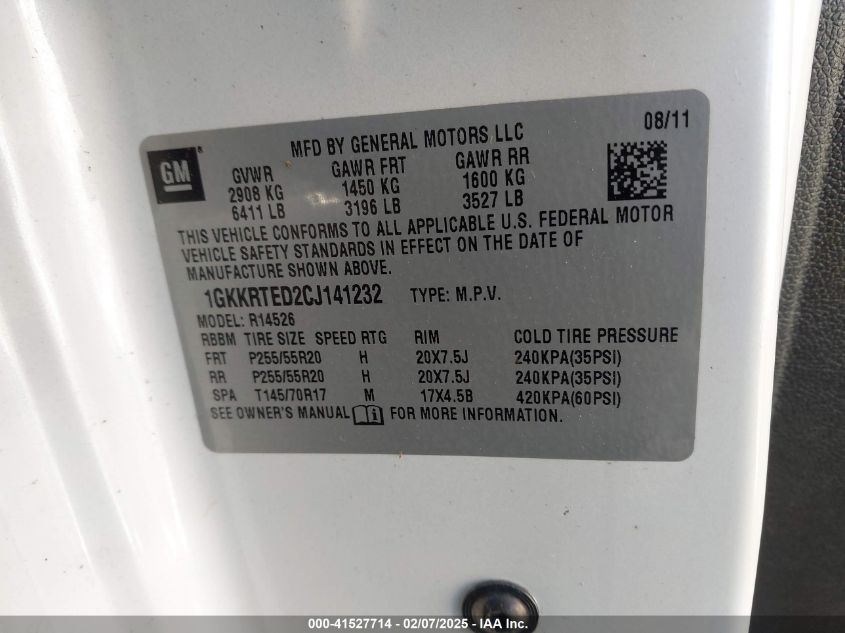 08/11
MFD BY GENERAL MOTORS LLC
GM ®
GVWR GAWR FRT GAWR RR
2908 KG 1450 KG 1600 KG
6411 LB 3196 LB 3527 LB
THIS VEHICLE CONFORMS TO ALL APPLICABLE U.S. FEDERAL MOTOR
VEHICLE SAFETY STANDARDS IN EFFECT ON THE DATE OF
MANUFACTURE SHOWN ABOVE.
1GKKRTED2CJ141232 TYPE: M.P.V.
MODEL: R14526
RBBM TIRE SIZE SPEED RTG RIM COLD TIRE PRESSURE
FRT P255/55R20 H 20X7.5J 240KPA(35PSI)
RR P255/55R20 H 20X7.5J 240KPA(35PSI)
SPA T145/70R17 M 17X4.5B 420KPA(60PSI)
SEE OWNER'S MANUAL FOR MORE INFORMATION.
000-41527714 - 02/07/2025 - IAA Inc.